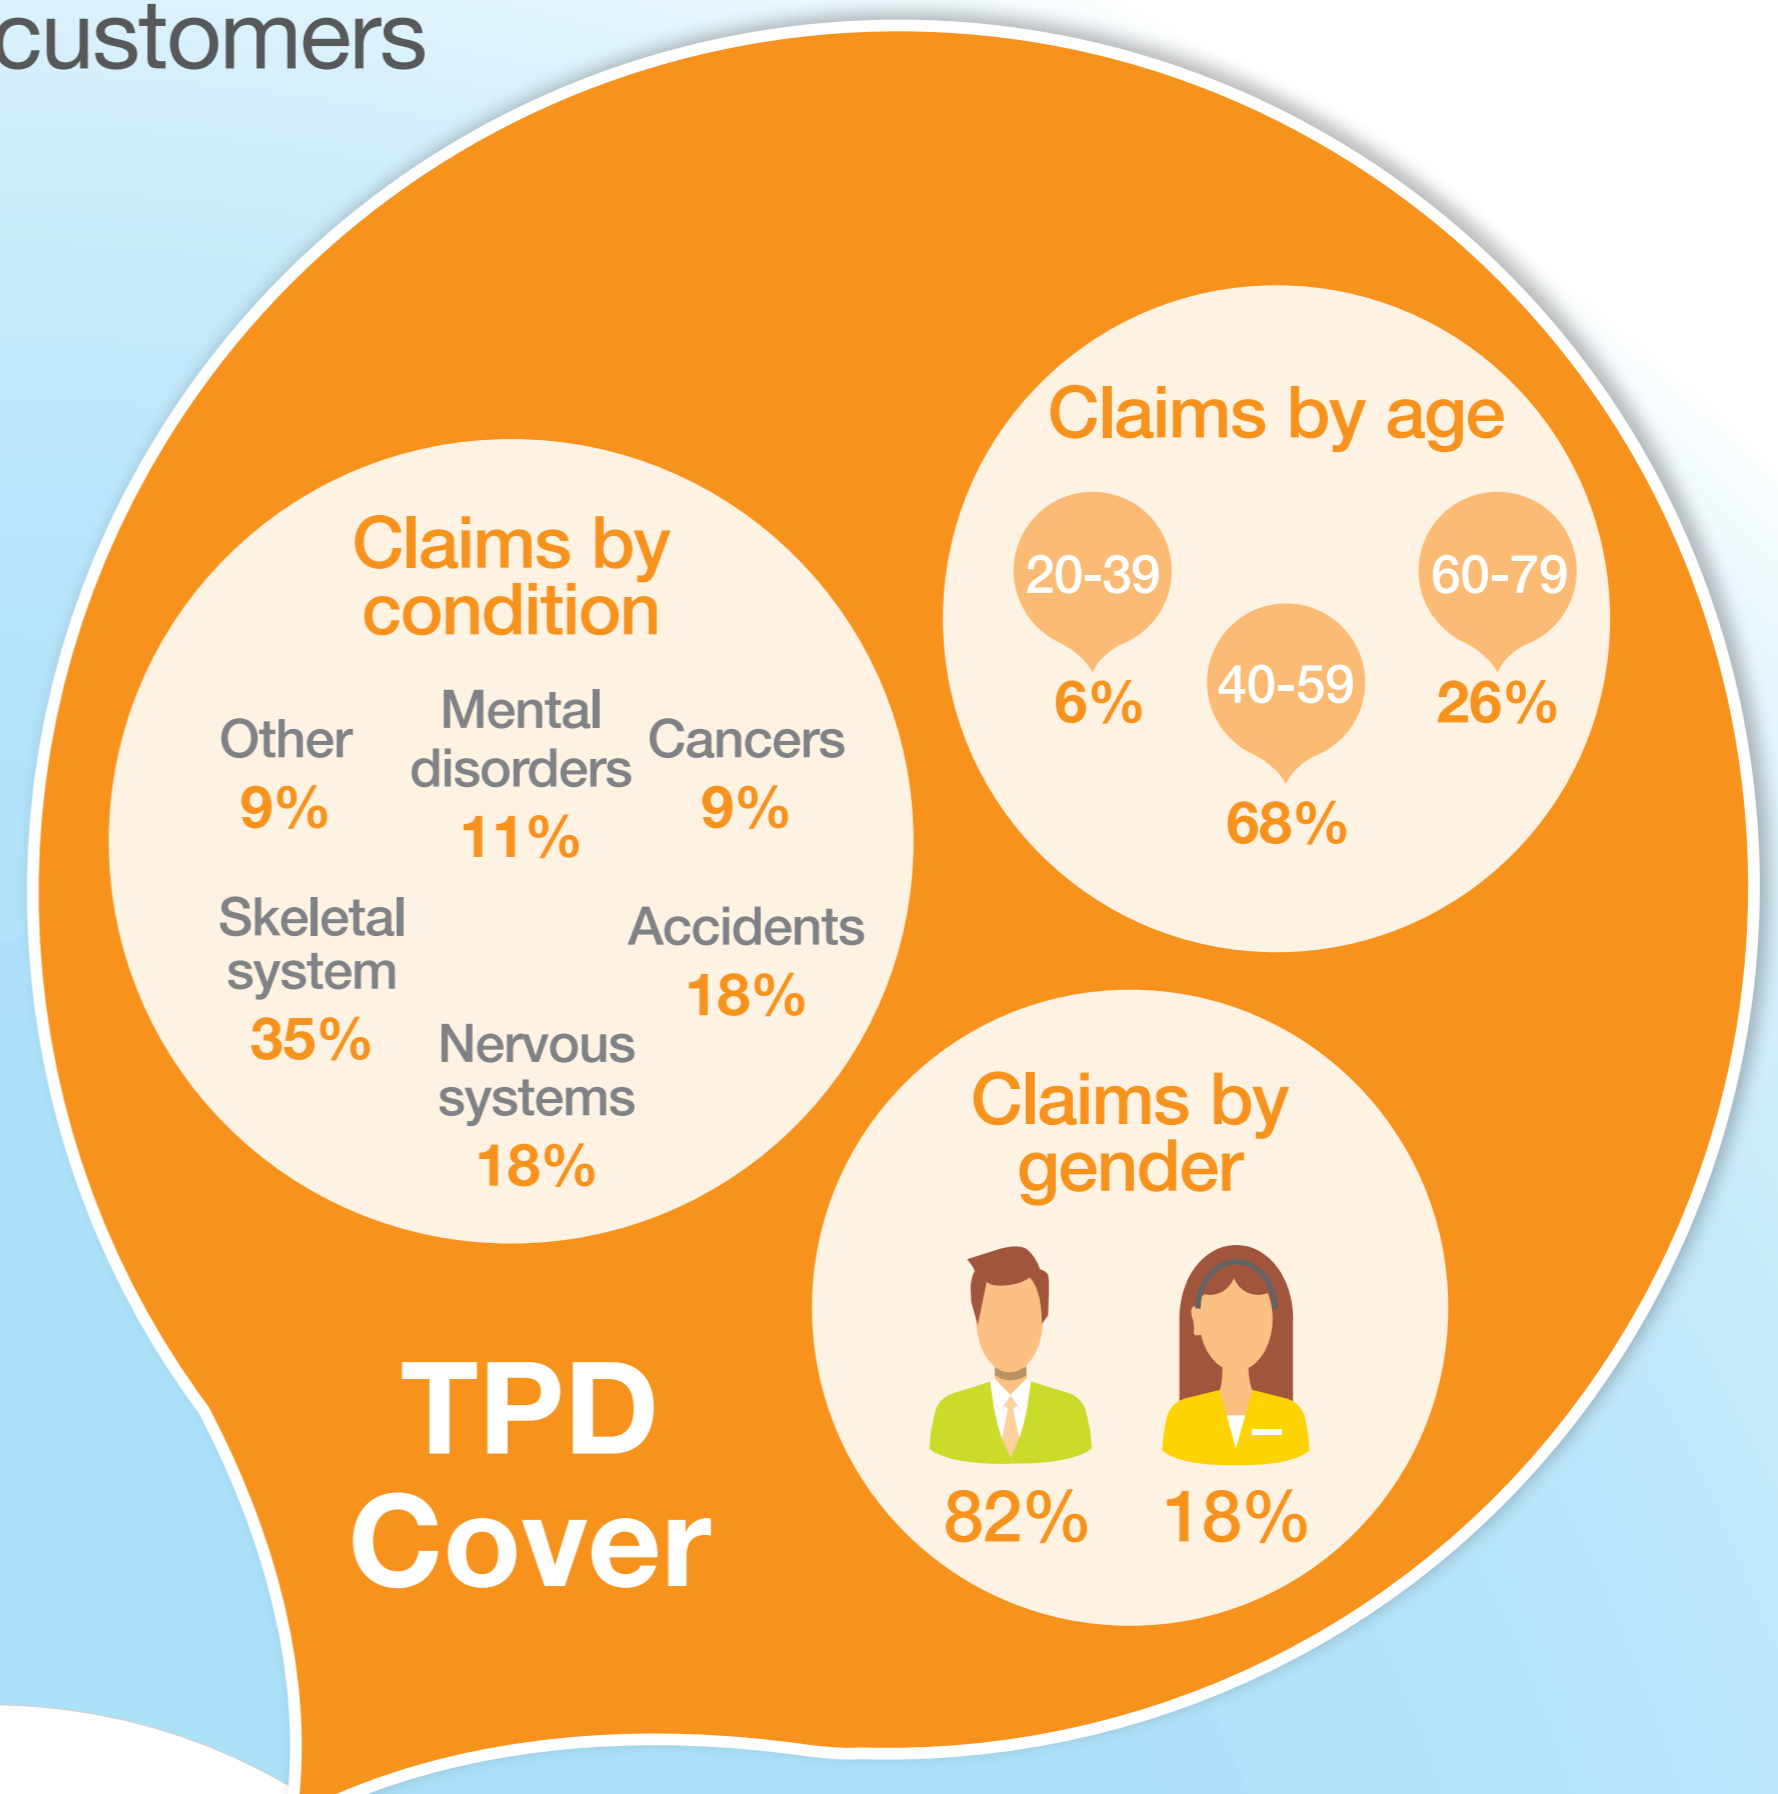 customers
Claims by age
20-39
6%
40-59
68%
60-79
26%
Claims by
condition
Other
9%
Mental
disorders
11%
Cancers
9%
Skeletal
system
35%
Nervous
systems
18%
Accidents
18%
Claims by
gender
82%
18%
TPD
Cover